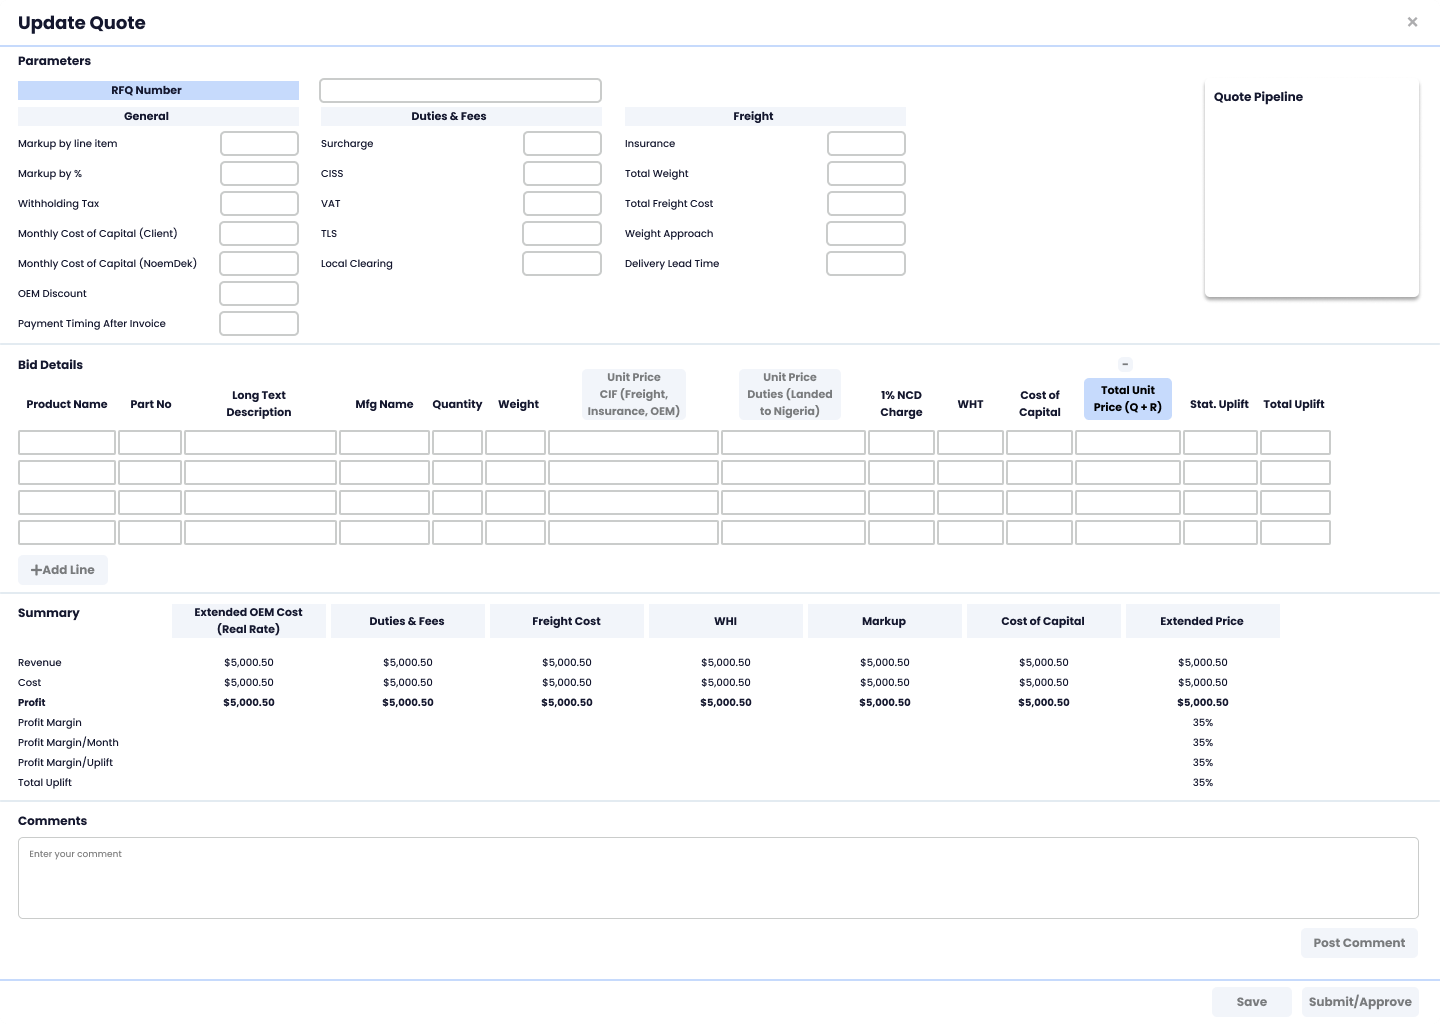 Update Quote
×
Parameters
RFQ Number
Quote Pipeline
General Duties & Fees Freight
Markup by line item Surcharge Insurance
Markup by % CISS Total Weight
Withholding Tax VAT Total Freight Cost
Monthly Cost of Capital (Client) TLS Weight Approach
Monthly Cost of Capital (NoemDek) Local Clearing Delivery Lead Time
OEM Discount
Payment Timing After Invoice
Bid Details
-
Product Name
Part No
Long Text
Description
Mfg Name
Quantity
Weight
Unit Price
CIF (Freight,
Insurance, OEM)
Unit Price
Duties (Landed
to Nigeria)
1% NCD
Charge
WHT
Cost of
Capital
Total Unit
Price (Q + R)
Stat. Uplift
Total Uplift
+Add Line
Summary
Extended OEM Cost
(Real Rate)
Duties & Fees
Freight Cost
WHI
Markup
Cost of Capital
Extended Price
Revenue $5,000.50 $5,000.50 $5,000.50 $5,000.50 $5,000.50 $5,000.50 $5,000.50
Cost $5,000.50 $5,000.50 $5,000.50 $5,000.50 $5,000.50 $5,000.50 $5,000.50
Profit $5,000.50 $5,000.50 $5,000.50 $5,000.50 $5,000.50 $5,000.50 $5,000.50
Profit Margin 35%
Profit Margin/Month 35%
Profit Margin/Uplift 35%
Total Uplift 35%
Comments
Enter your comment
Post Comment
Save Submit/Approve